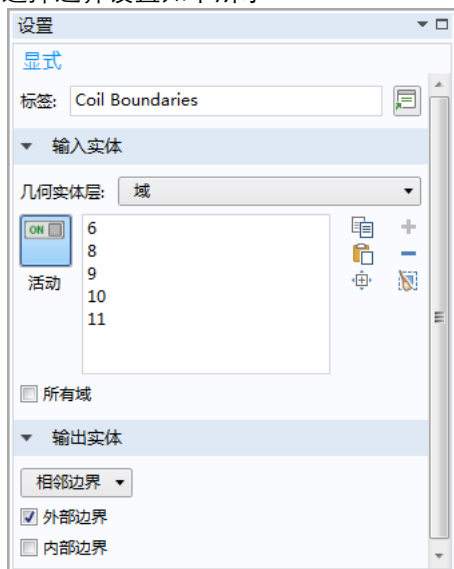 设置
显式
标签: Coil Boundaries
输入实体
几何实体层: 域
ON
活动
6
8
9
10
11
所有域
输出实体
相邻边界
外部边界
内部边界